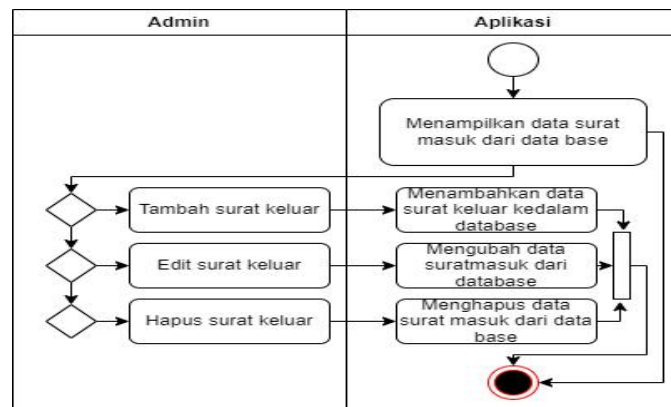 Admin
Aplikasi
Menampilkan data surat
masuk dari data base
Tambah surat keluar
Menambahkan data
surat keluar kedalam
database
Edit surat keluar
Mengubah data
suratmasuk dari
database
Hapus surat keluar
Menghapus data
surat masuk dari data
base